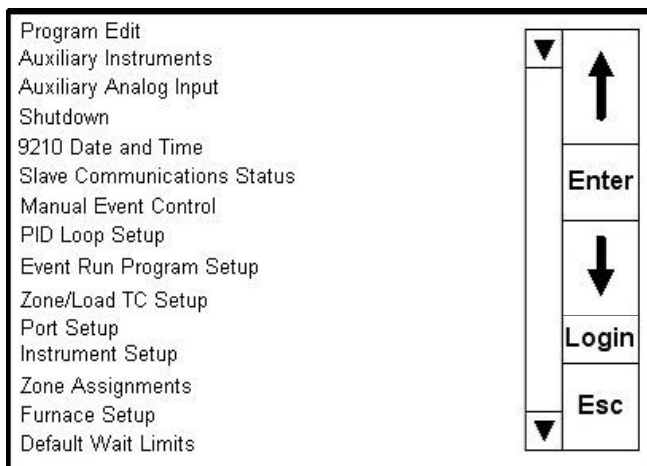 Program Edit
Auxiliary Instruments
Auxiliary Analog Input
Shutdown
9210 Date and Time
Slave Communications Status
Manual Event Control
PID Loop Setup
Event Run Program Setup
Zone/Load TC Setup
Port Setup
Instrument Setup
Zone Assignments
Furnace Setup
Default Wait Limits
Enter
Login
Esc